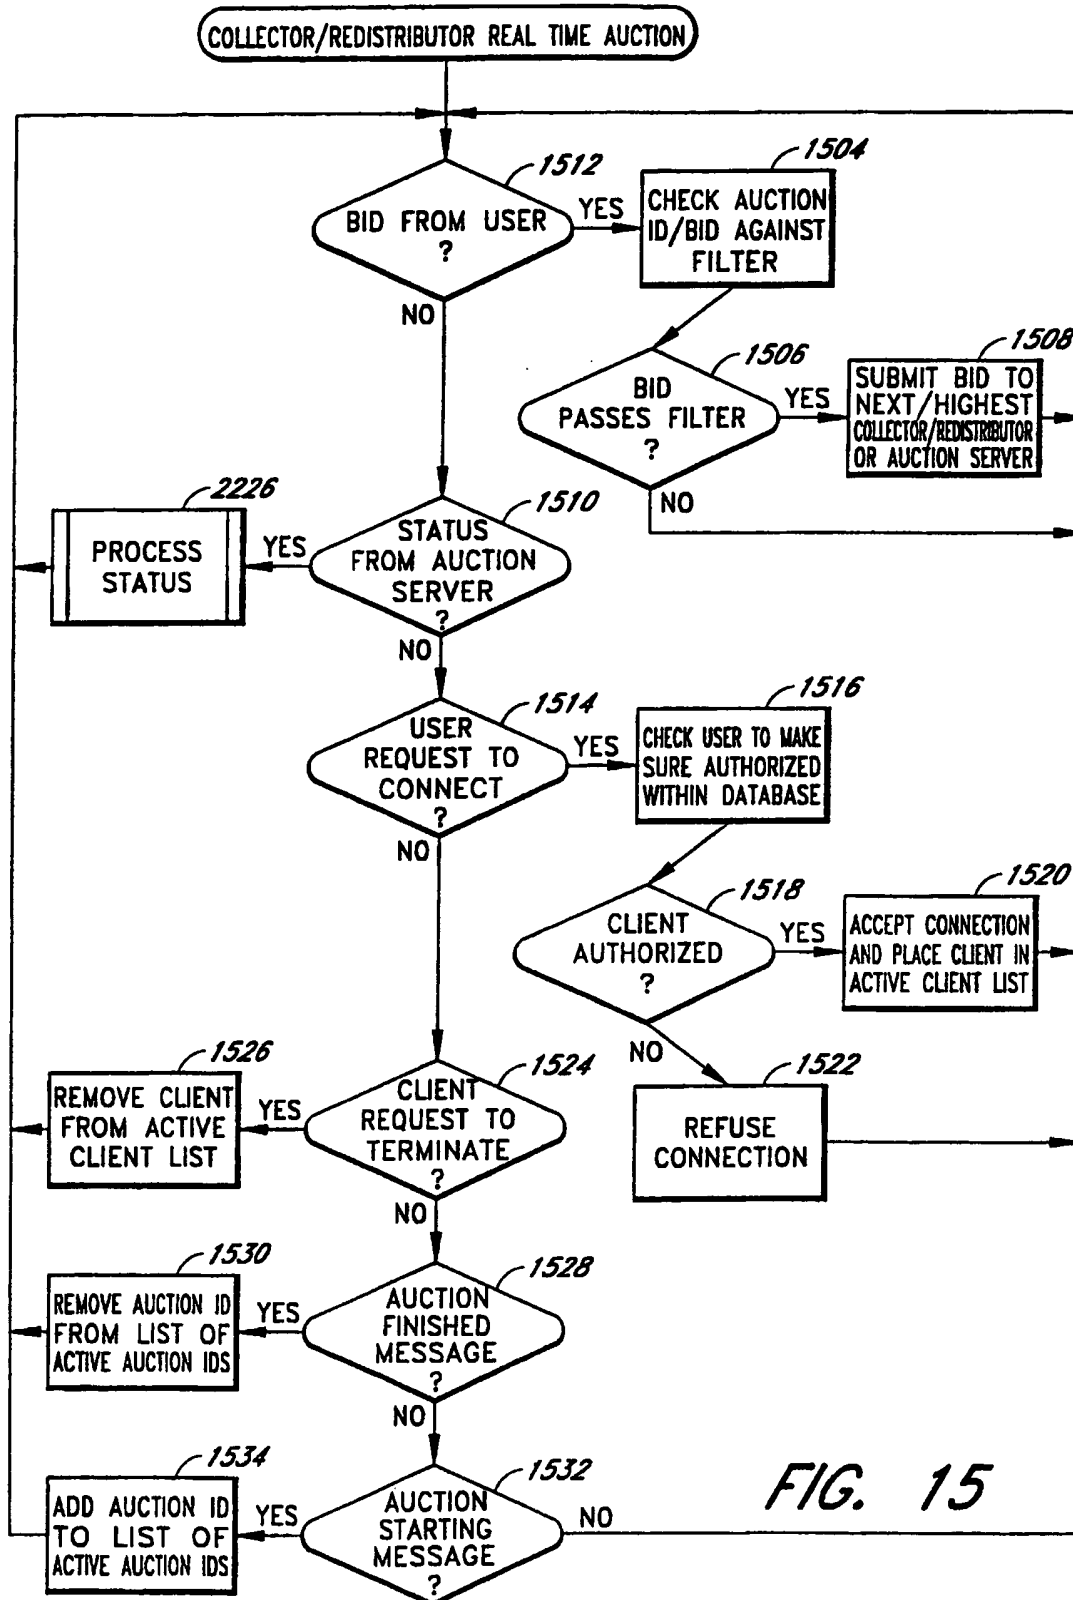 COLLECTOR/REDISTRIBUTOR REAL TIME AUCTION
1512
BID FROM USER
?
YES
NO
1504
CHECK AUCTION
ID/BID AGAINST
FILTER
1506
BID
PASSES FILTER
?
YES
NO
1508
SUBMIT BID TO
NEXT/HIGHEST
COLLECTOR/REDISTRIBUTOR
OR AUCTION SERVER
1510
STATUS
FROM AUCTION
SERVER
?
YES
NO
2226
PROCESS
STATUS
1514
USER
REQUEST TO
CONNECT
?
YES
NO
1516
CHECK USER TO MAKE
SURE AUTHORIZED
WITHIN DATABASE
1518
CLIENT
AUTHORIZED
?
YES
NO
1520
ACCEPT CONNECTION
AND PLACE CLIENT IN
ACTIVE CLIENT LIST
1522
REFUSE
CONNECTION
1524
CLIENT
REQUEST TO
TERMINATE
?
YES
NO
1526
REMOVE CLIENT
FROM ACTIVE
CLIENT LIST
1528
AUCTION
FINISHED
MESSAGE
?
YES
NO
1530
REMOVE AUCTION ID
FROM LIST OF
ACTIVE AUCTION IDS
1532
AUCTION
STARTING
MESSAGE
?
YES
NO
1534
ADD AUCTION ID
TO LIST OF
ACTIVE AUCTION IDS
FIG. 15